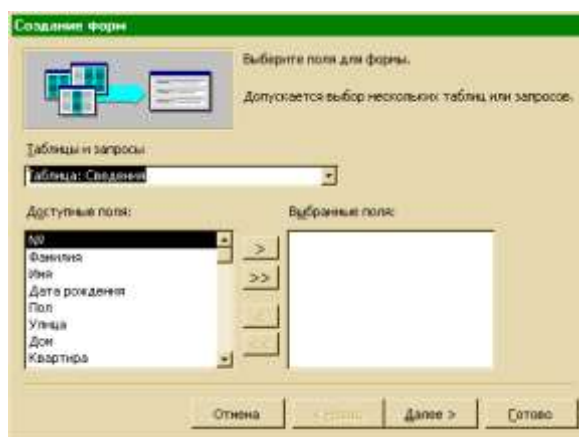 Создание форм
Выберите поля для формы.
Допускается выбор нескольких таблиц или запросов.
Таблицы и запросы
Таблица: Сведения
Доступные поля:
Выбранные поля:
№
Фамилия
Имя
Дата рождения
Пол
Улица
Дом
Квартира
>
>>
<
<<
Отмена
< Назад
Далее >
Готово